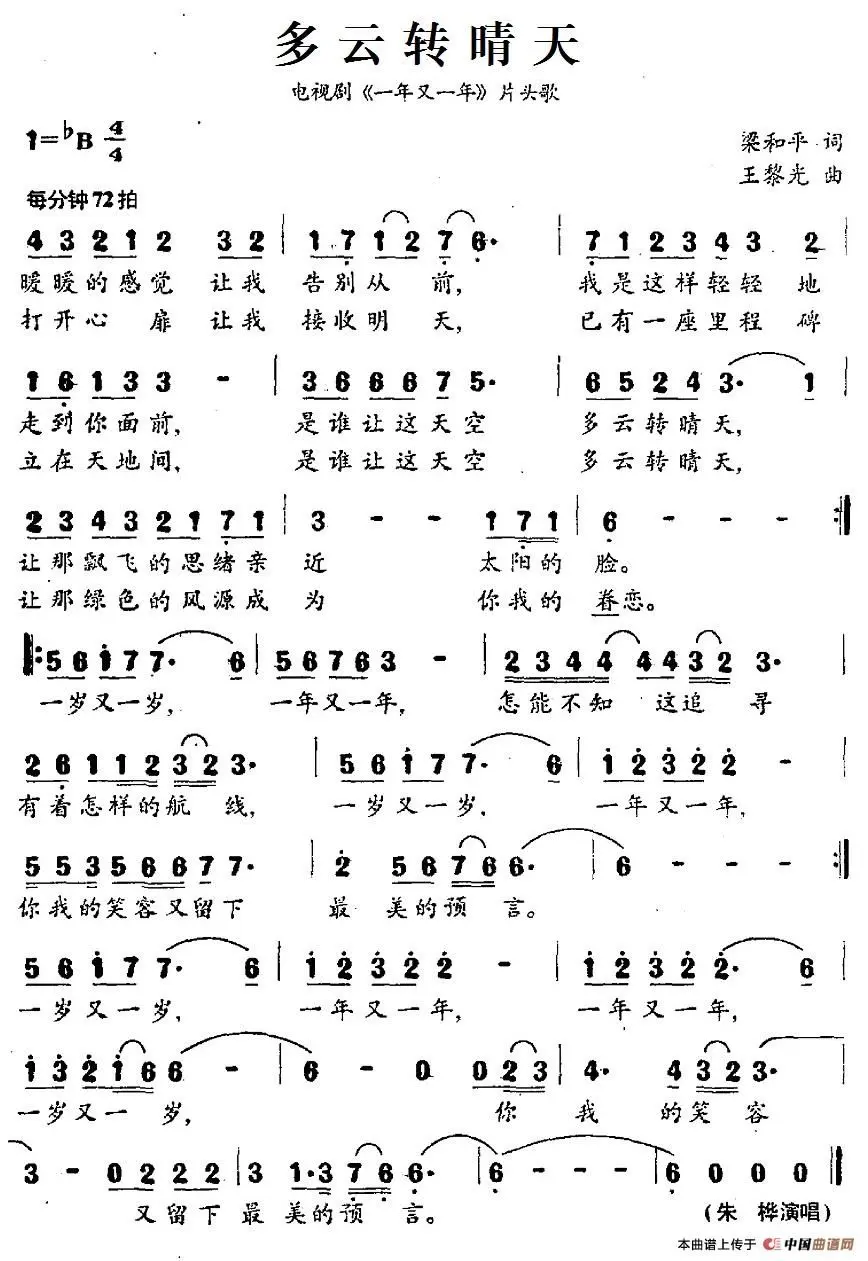 多云转晴天
电视剧《一年又一年》片头歌
1=♭B 4/4
梁和平 词
王黎光 曲
每分钟72拍
4 3 2 1 2 3 2 | 1 7 1 2 7 6· | 7 1 2 3 4 3 2
暖暖的感觉 让我 告别从 前, 我是这样轻轻 地
打开心 扉 让我 接收明 天, 已有一座里程 碑
1 6 1 3 3 3 - | 3 6 6 6 7 5· | 6 5 2 4 3· 1
走到你面前, 是谁让这天空 多云转晴天,
立在天地间, 是谁让这天空 多云转晴天,
2 3 4 3 2 1 7 1 | 3 - - 1 7 1 | 6 - - - :‖
让那飘飞的思绪亲 近 太阳的 脸。
让那绿色的风源成 为 你我的 眷恋。
‖: 5 6 1 7 7· 6 | 5 6 7 6 3 - | 2 3 4 4 4 4 4 3 2 3·
一岁又一岁, 一年又一年, 怎能不知 这追 寻
2 6 1 1 2 3 2 3· | 5 6 1 7 7· 6 | 1 2 3 2 2 - -
有着怎样的航 线, 一岁又一岁, 一年又一年,
5 5 3 5 6 6 7 7· | 2 5 6 7 6 6· | 6 - - - :‖
你我的笑容又留下 最 美的预 言。
5 6 1 7 7· 6 | 1 2 3 2 2 - | 1 2 3 2 2· 6
一岁又一岁, 一年又一年, 一年又一年,
1 3 2 1 6 6 - | 6 - 0 0 2 3 | 4· 4 3 2 3·
一岁又一 岁, 你 我 的笑 容
3 - 0 2 2 2 | 3 1·3 7 6 6· | 6 - - - | 6 0 0 0 ‖
又留下 最 美的预 言。 (朱 桦演唱)
本曲谱上传于 中国曲谱网